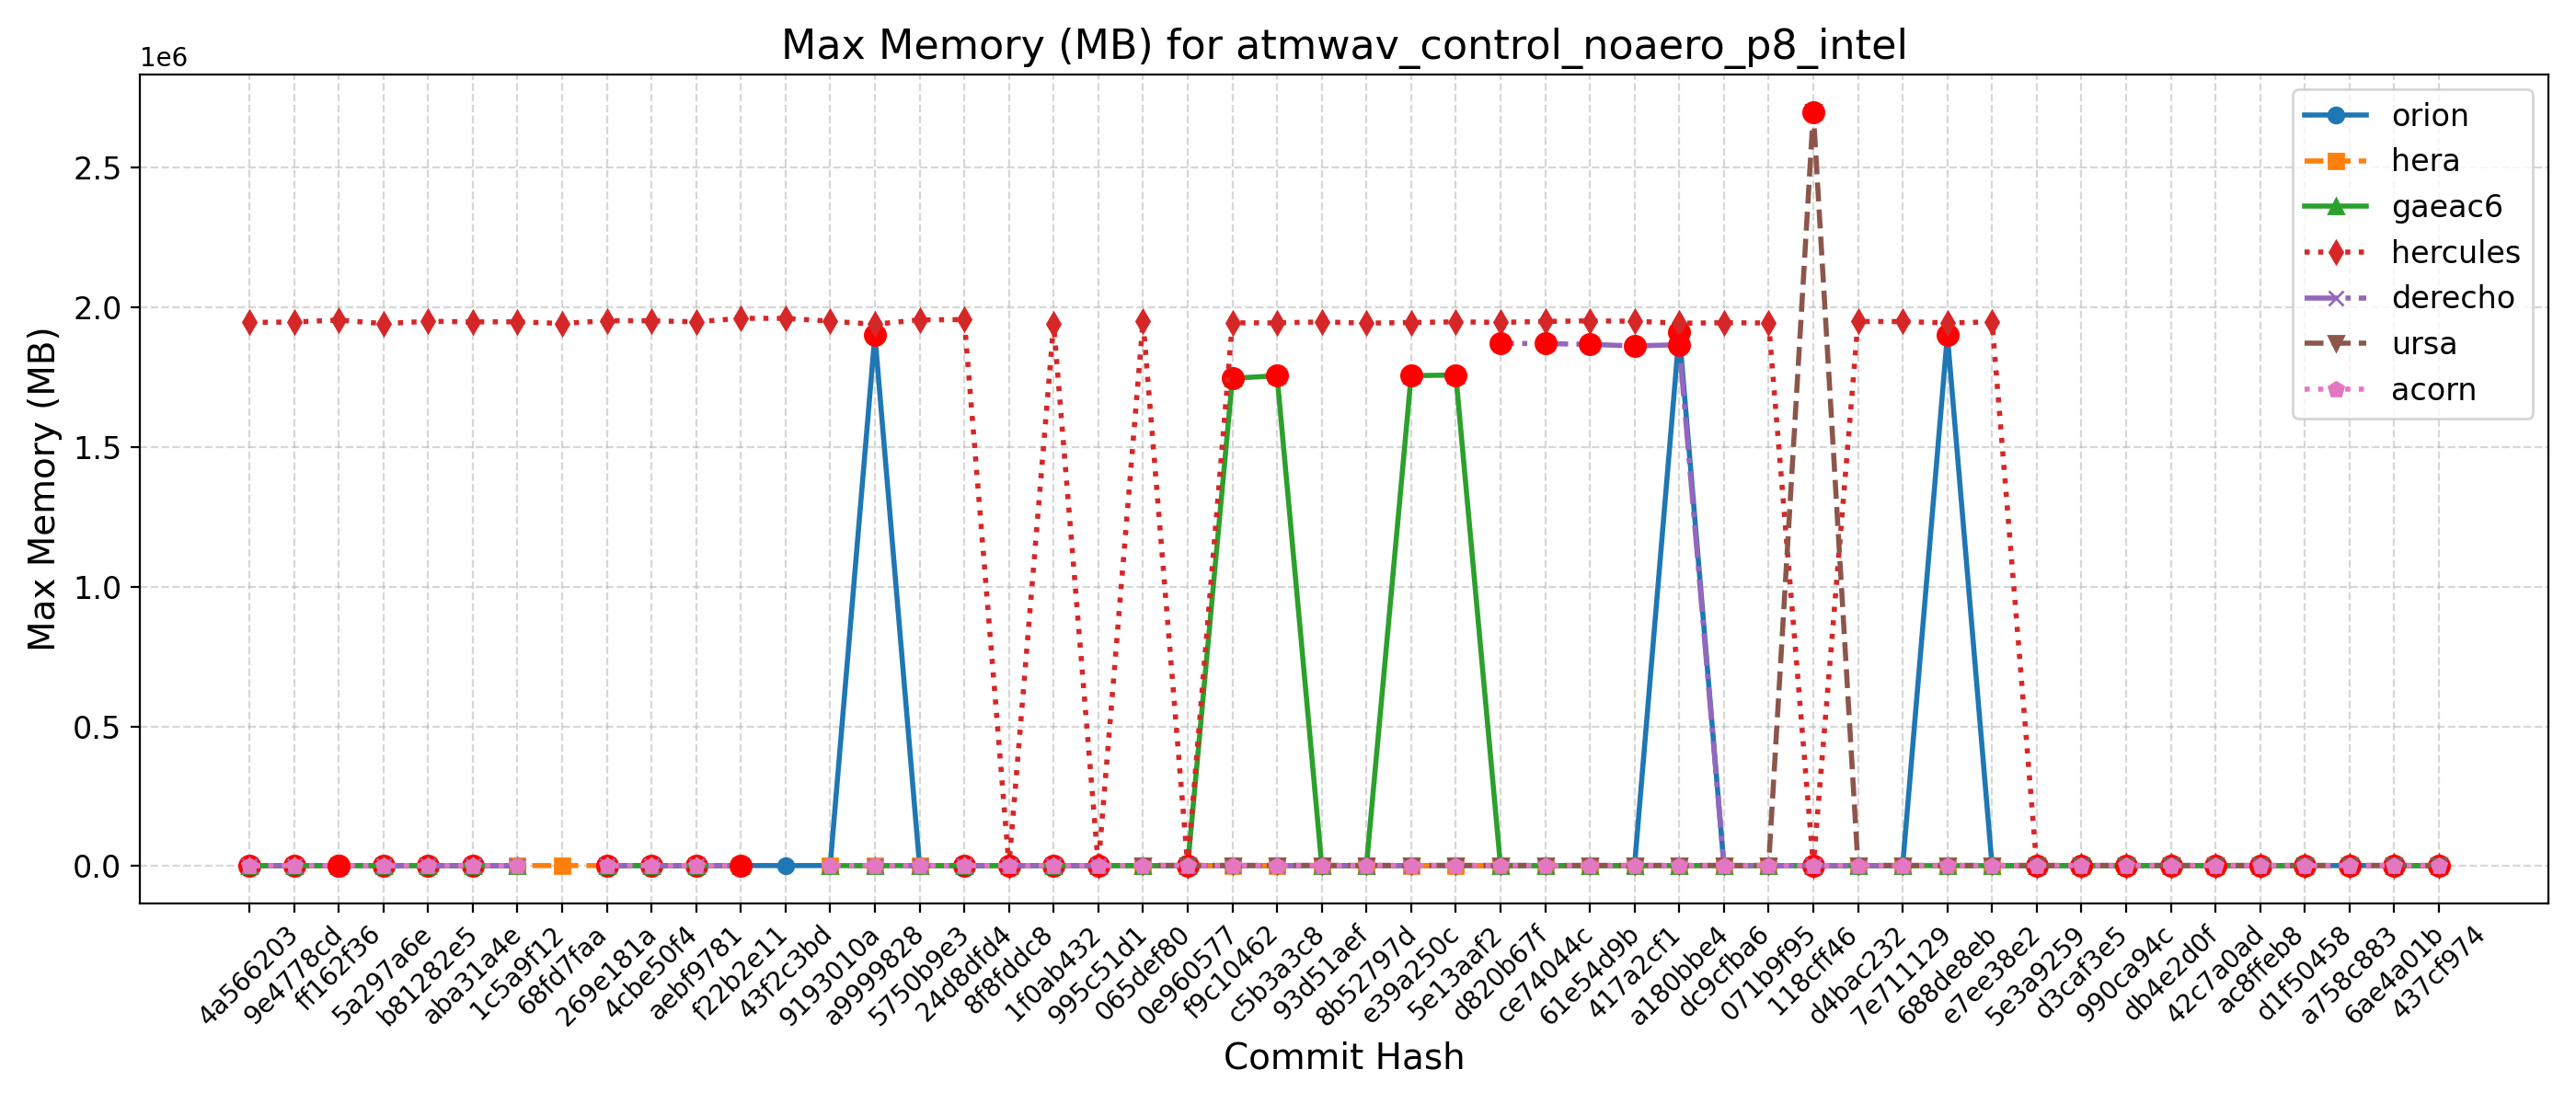 Max Memory (MB) for atmwav_control_noaero_p8_intel
1e6
2.5
2.0
1.5
1.0
0.5
0.0
Max Memory (MB)
orion
hera
gaeac6
hercules
derecho
ursa
acorn
4a566203
9e4778cd
ff162f36
5a297a6e
b81282e5
aba31a4e
1c5a9f12
68fd7faa
269e181a
4cbe50f4
aebf9781
f22b2e11
43f2c3bd
9193010a
a9999828
5750b9e3
24d8dfd4
8f8fddc8
1f0ab432
995c51d1
065def80
0e960577
f9c10462
c5b3a3c8
93d51aef
8b52797d
e39a250c
5e13aaf2
d820b67f
ce74044c
61e54d9b
417a2cf1
a180bbe4
dc9cfba6
071b9f95
118cff46
d4bac232
7e711129
688de8eb
e7ee38e2
5e3a9259
d3caf3e5
990ca94c
db4e2d0f
42c7a0ad
ac8ffeb8
d1f50458
a758c883
6ae4a01b
437cf974
Commit Hash